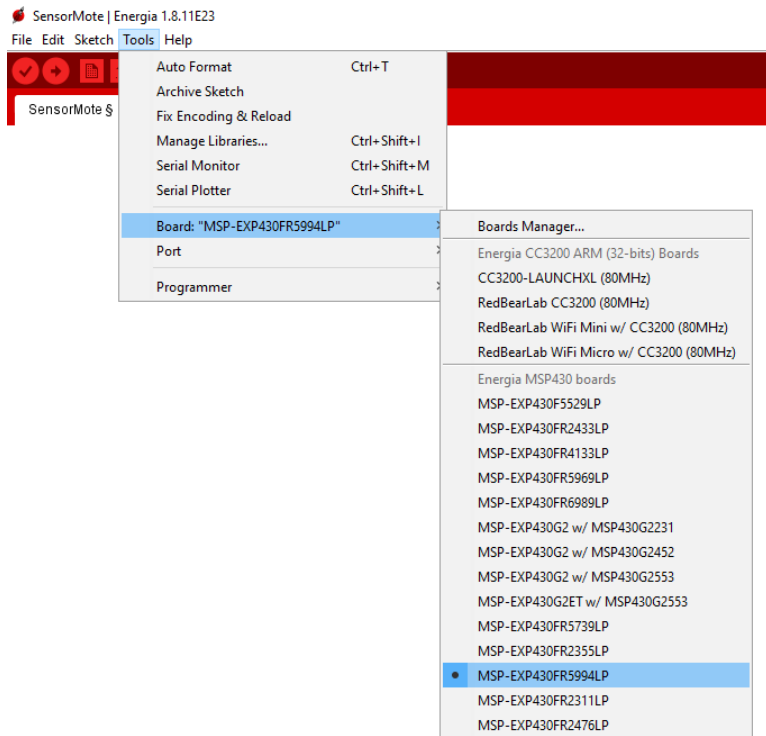 SensorMote | Energia 1.8.11E23
File Edit Sketch Tools Help
SensorMote §
Auto Format Ctrl+T
Archive Sketch
Fix Encoding & Reload
Manage Libraries... Ctrl+Shift+I
Serial Monitor Ctrl+Shift+M
Serial Plotter Ctrl+Shift+L
Board: "MSP-EXP430FR5994LP"
Port
Programmer
Boards Manager...
Energia CC3200 ARM (32-bits) Boards
CC3200-LAUNCHXL (80MHz)
RedBearLab CC3200 (80MHz)
RedBearLab WiFi Mini w/ CC3200 (80MHz)
RedBearLab WiFi Micro w/ CC3200 (80MHz)
Energia MSP430 boards
MSP-EXP430F5529LP
MSP-EXP430FR2433LP
MSP-EXP430FR4133LP
MSP-EXP430FR5969LP
MSP-EXP430FR6989LP
MSP-EXP430G2 w/ MSP430G2231
MSP-EXP430G2 w/ MSP430G2452
MSP-EXP430G2 w/ MSP430G2553
MSP-EXP430G2ET w/ MSP430G2553
MSP-EXP430FR5739LP
MSP-EXP430FR2355LP
MSP-EXP430FR5994LP
MSP-EXP430FR2311LP
MSP-EXP430FR2476LP